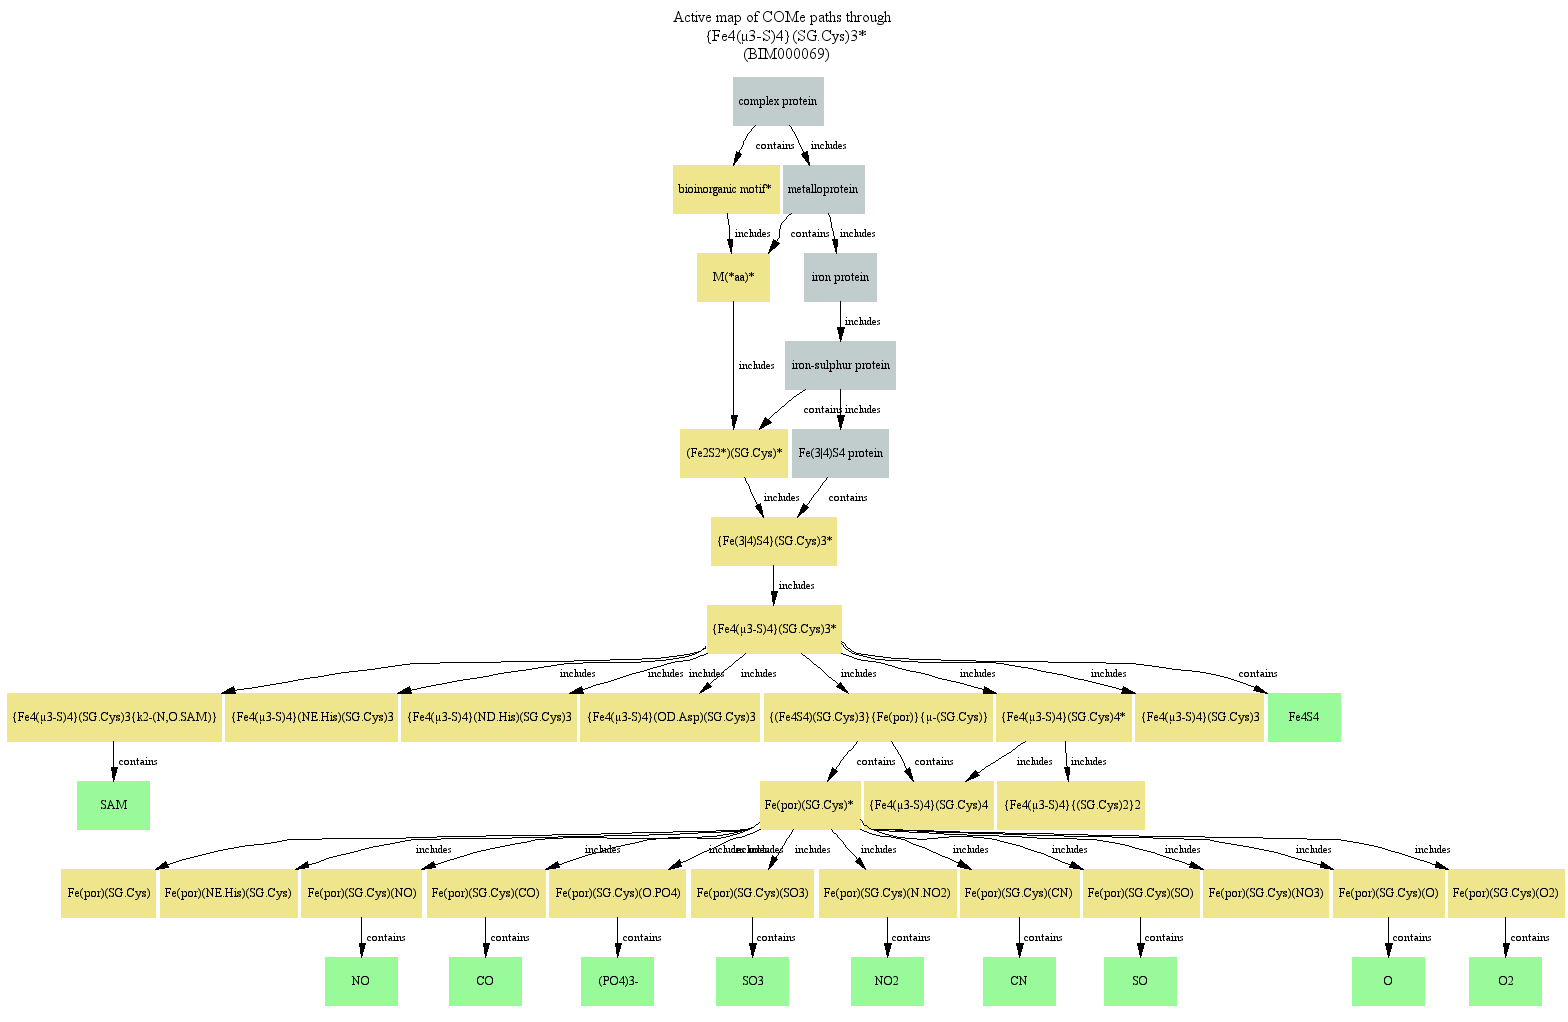 Active map of COMe paths through
{Fe4(µ3-S)4}(SG.Cys)3*
(BIM000069)
complex protein
contains
includes
bioinorganic motif*
metalloprotein
includes
contains
includes
M(*aa)*
iron protein
includes
includes
iron-sulphur protein
contains
includes
(Fe2S2*)(SG.Cys)*
Fe(3|4)S4 protein
includes
contains
{Fe(3|4)S4}(SG.Cys)3*
includes
{Fe4(µ3-S)4}(SG.Cys)3*
includes
includes
includes
includes
includes
includes
includes
contains
{Fe4(µ3-S)4}(SG.Cys)3{k2-(N,O.SAM)}
{Fe4(µ3-S)4}(NE.His)(SG.Cys)3
{Fe4(µ3-S)4}(ND.His)(SG.Cys)3
{Fe4(µ3-S)4}(OD.Asp)(SG.Cys)3
{(Fe4S4)(SG.Cys)3}{Fe(por)}{µ-(SG.Cys)}
{Fe4(µ3-S)4}(SG.Cys)4*
{Fe4(µ3-S)4}(SG.Cys)3
Fe4S4
contains
contains
contains
includes
includes
SAM
Fe(por)(SG.Cys)*
{Fe4(µ3-S)4}(SG.Cys)4
{Fe4(µ3-S)4}{(SG.Cys)2}2
includes
includes
includes
includes
includes
includes
includes
includes
includes
includes
includes
includes
Fe(por)(SG.Cys)
Fe(por)(NE.His)(SG.Cys)
Fe(por)(SG.Cys)(NO)
Fe(por)(SG.Cys)(CO)
Fe(por)(SG.Cys)(O.PO4)
Fe(por)(SG.Cys)(SO3)
Fe(por)(SG.Cys)(N.NO2)
Fe(por)(SG.Cys)(CN)
Fe(por)(SG.Cys)(SO)
Fe(por)(SG.Cys)(NO3)
Fe(por)(SG.Cys)(O)
Fe(por)(SG.Cys)(O2)
contains
contains
contains
contains
contains
contains
contains
contains
contains
NO
CO
(PO4)3-
SO3
NO2
CN
SO
O
O2